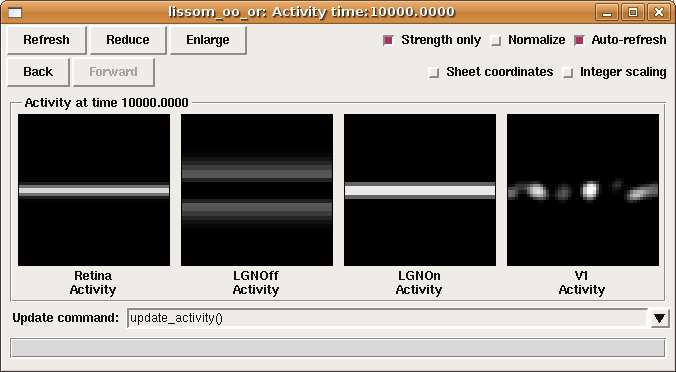 lissom_oo_or: Activity time:10000.0000
Refresh Reduce Enlarge Strength only Normalize Auto-refresh
Back Forward Sheet coordinates Integer scaling
Activity at time 10000.0000
Retina LGNOff LGNOn V1
Activity Activity Activity Activity
Update command: update_activity()